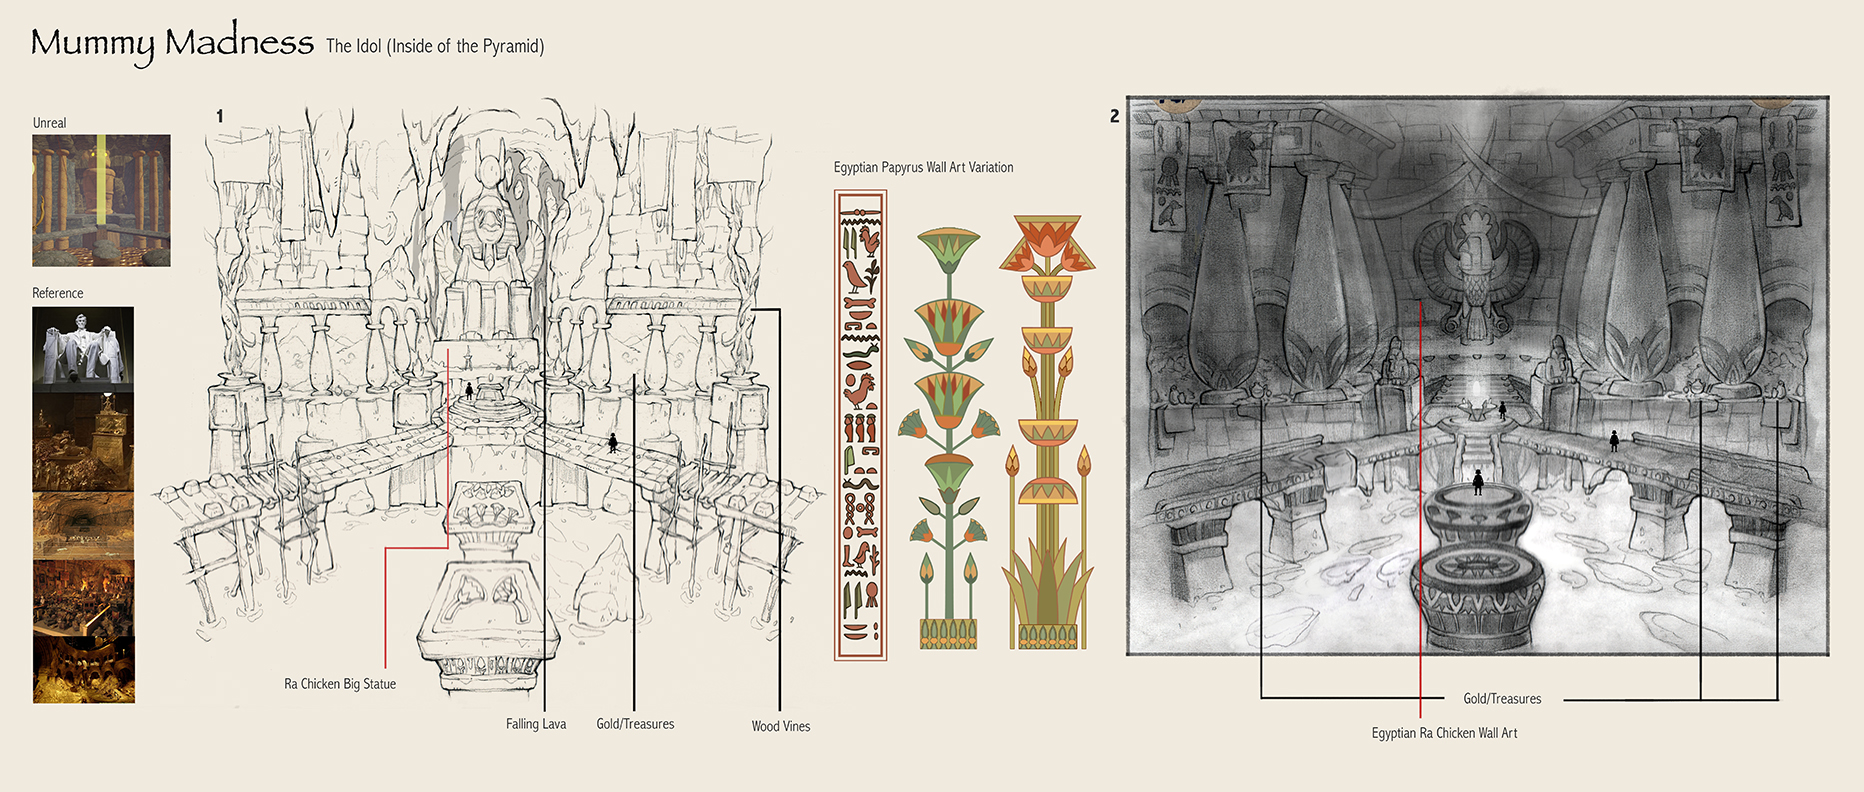 Mummy Madness The Idol (Inside of the Pyramid)
Unreal
Reference
1
Ra Chicken Big Statue
Falling Lava
Gold/Treasures
Wood Vines
Egyptian Papyrus Wall Art Variation
2
Gold/Treasures
Egyptian Ra Chicken Wall Art